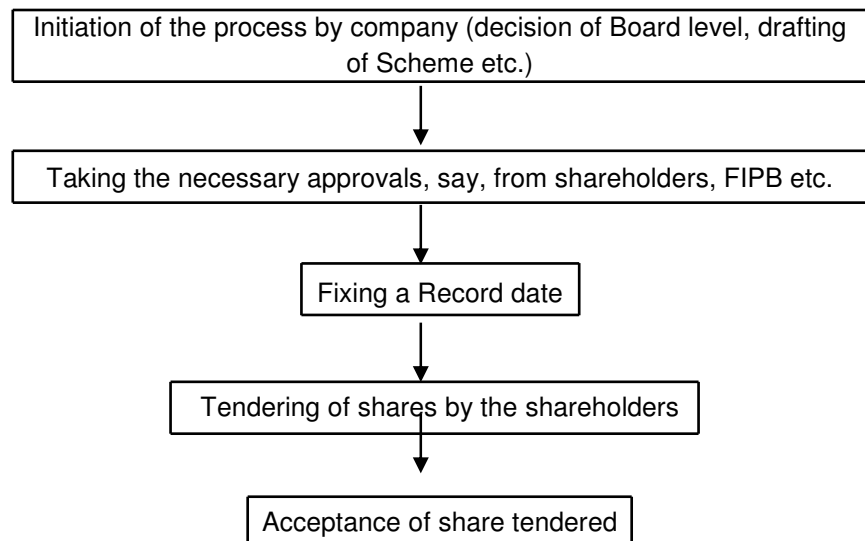 Initiation of the process by company (decision of Board level, drafting
of Scheme etc.)
Taking the necessary approvals, say, from shareholders, FIPB etc.
Fixing a Record date
Tendering of shares by the shareholders
Acceptance of share tendered